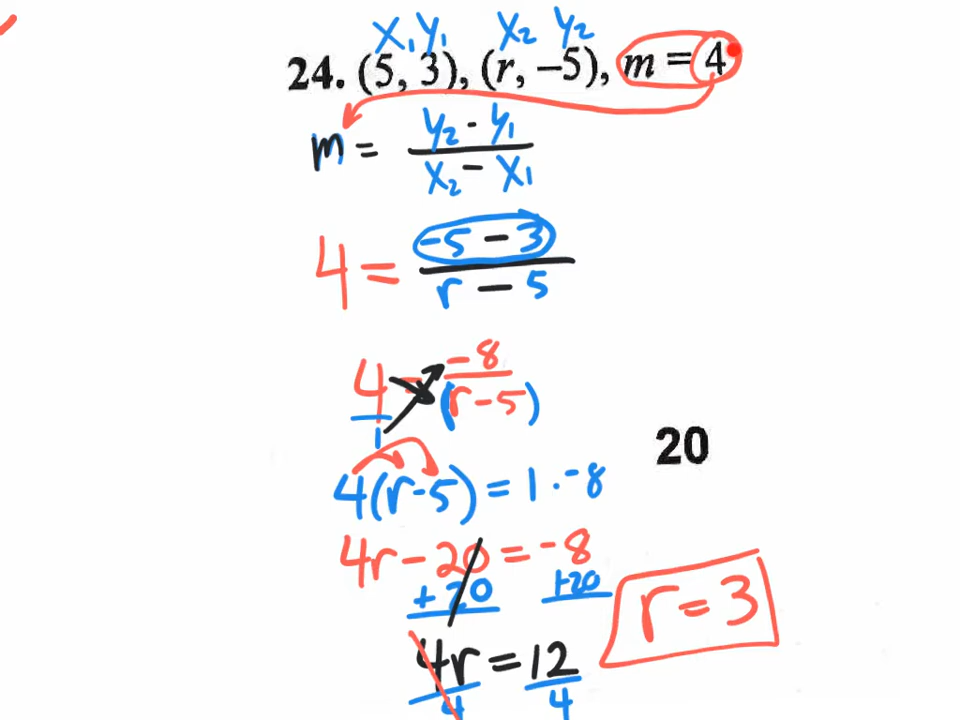 X₁ Y₁ X₂ Y₂
24. (5, 3), (r, −5), m = 4
m = (Y₂ - Y₁)/(X₂ − X₁)
4 = (−5 − 3)/(r − 5)
4/1 = −8/(r − 5)
20
4(r-5) = 1 · -8
4r − 20 = -8
+20 +20
r = 3
4r = 12
4 4